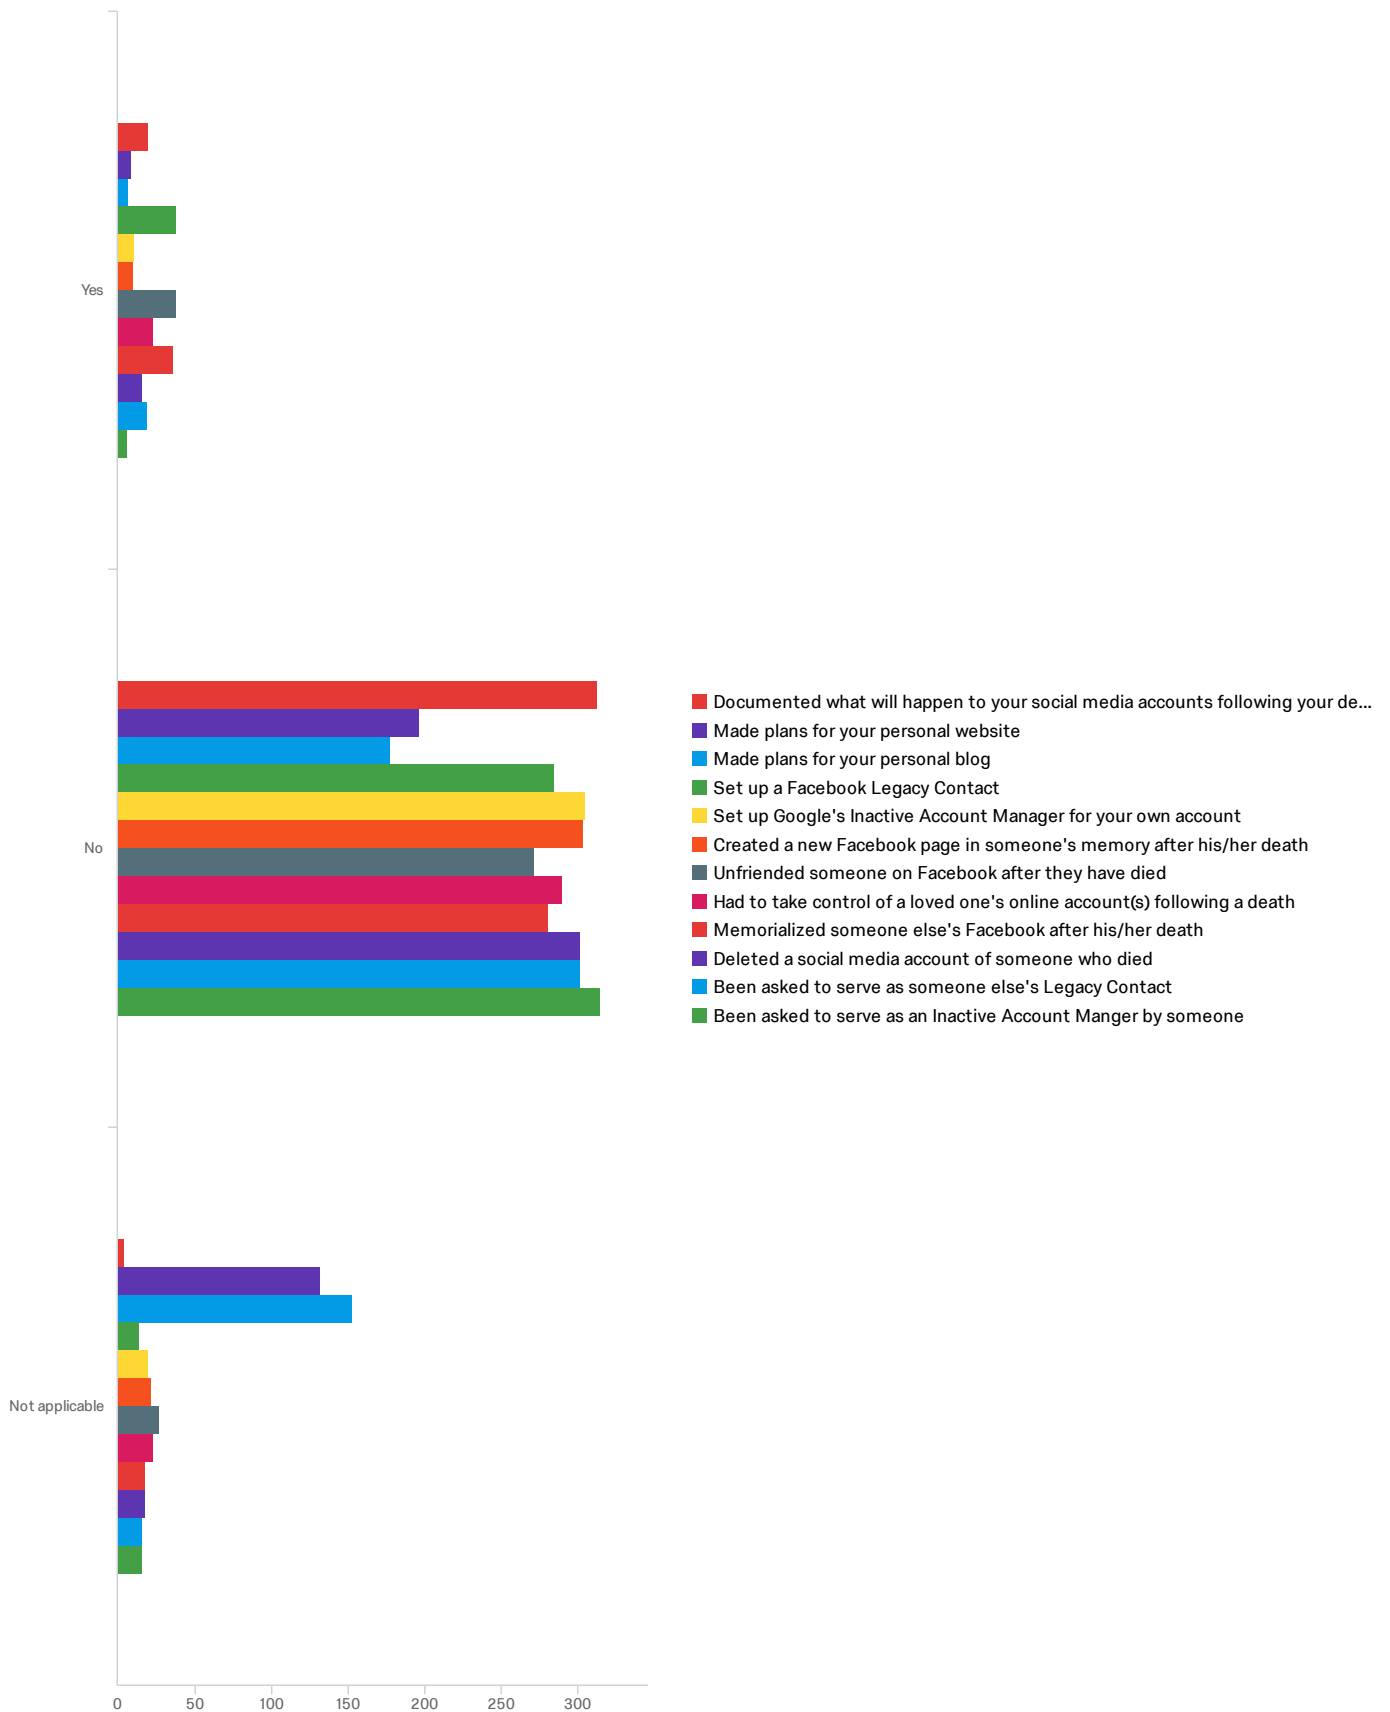 Yes
No
Not applicable
Documented what will happen to your social media accounts following your de...
Made plans for your personal website
Made plans for your personal blog
Set up a Facebook Legacy Contact
Set up Google's Inactive Account Manager for your own account
Created a new Facebook page in someone's memory after his/her death
Unfriended someone on Facebook after they have died
Had to take control of a loved one's online account(s) following a death
Memorialized someone else's Facebook after his/her death
Deleted a social media account of someone who died
Been asked to serve as someone else's Legacy Contact
Been asked to serve as an Inactive Account Manger by someone
0 50 100 150 200 250 300